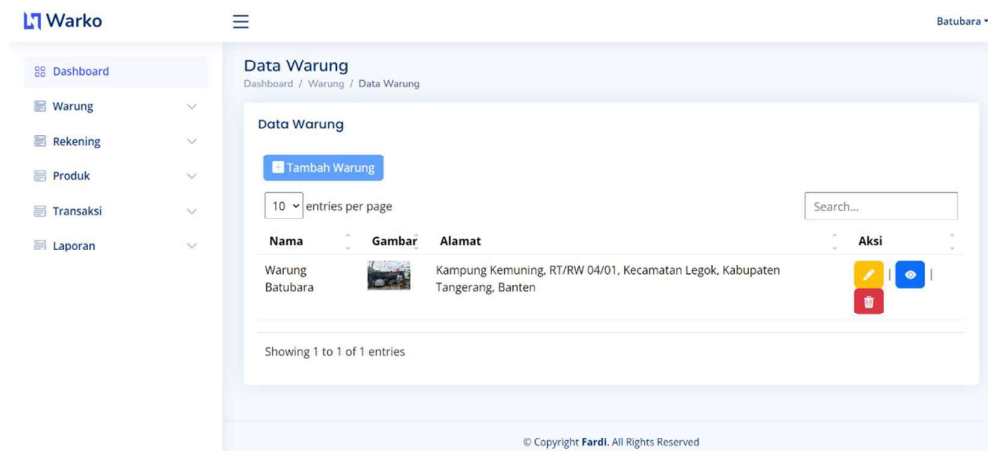 Warko
Batubara
Dashboard
Warung
Rekening
Produk
Transaksi
Laporan
Data Warung
Dashboard / Warung / Data Warung
Data Warung
Tambah Warung
10 entries per page
Search...
Nama Gambar Alamat Aksi
Warung Batubara
Kampung Kemuning, RT/RW 04/01, Kecamatan Legok, Kabupaten
Tangerang, Banten
| |
Showing 1 to 1 of 1 entries
© Copyright Fardi. All Rights Reserved